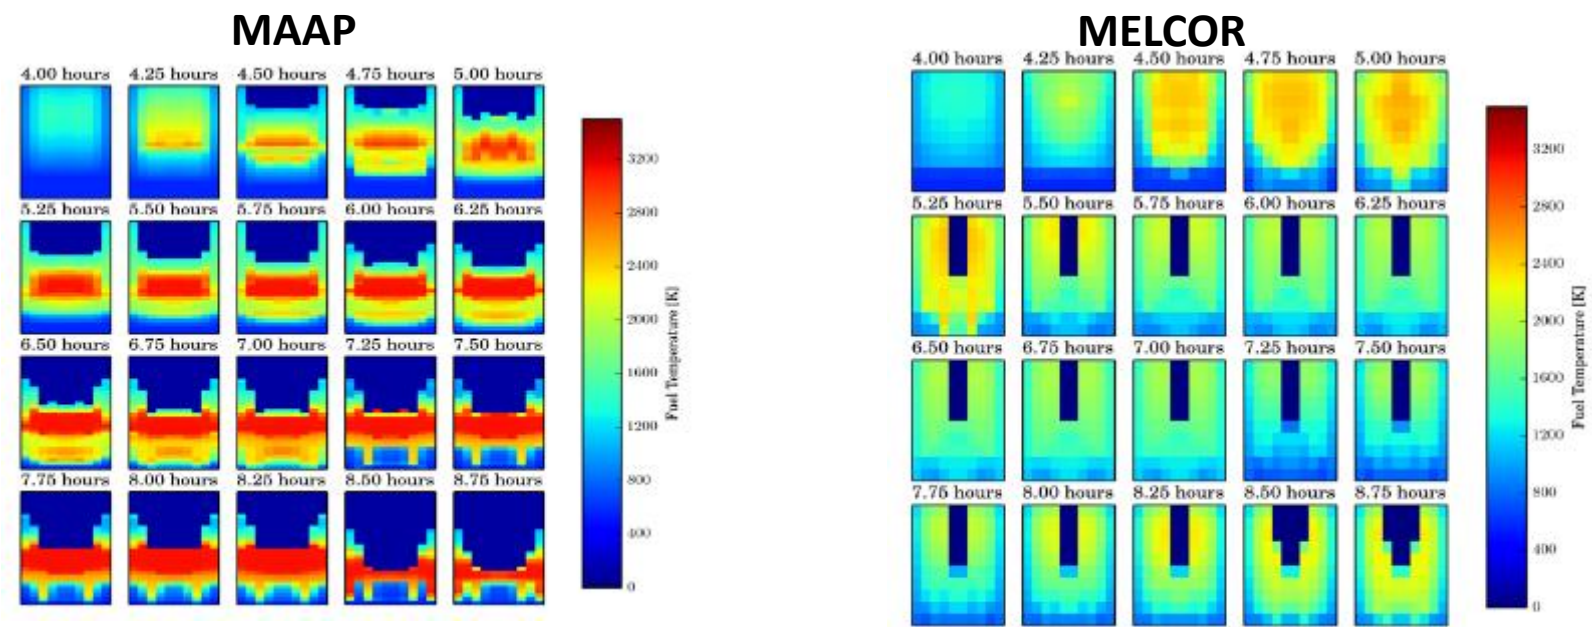 MAAP
4.00 hours 4.25 hours 4.50 hours 4.75 hours 5.00 hours
5.25 hours 5.50 hours 5.75 hours 6.00 hours 6.25 hours
6.50 hours 6.75 hours 7.00 hours 7.25 hours 7.50 hours
7.75 hours 8.00 hours 8.25 hours 8.50 hours 8.75 hours
3200
2800
2400
2000
1600
1200
800
400
0
Fuel Temperature [K]
MELCOR
4.00 hours 4.25 hours 4.50 hours 4.75 hours 5.00 hours
5.25 hours 5.50 hours 5.75 hours 6.00 hours 6.25 hours
6.50 hours 6.75 hours 7.00 hours 7.25 hours 7.50 hours
7.75 hours 8.00 hours 8.25 hours 8.50 hours 8.75 hours
3200
2800
2400
2000
1600
1200
800
400
0
Fuel Temperature [K]